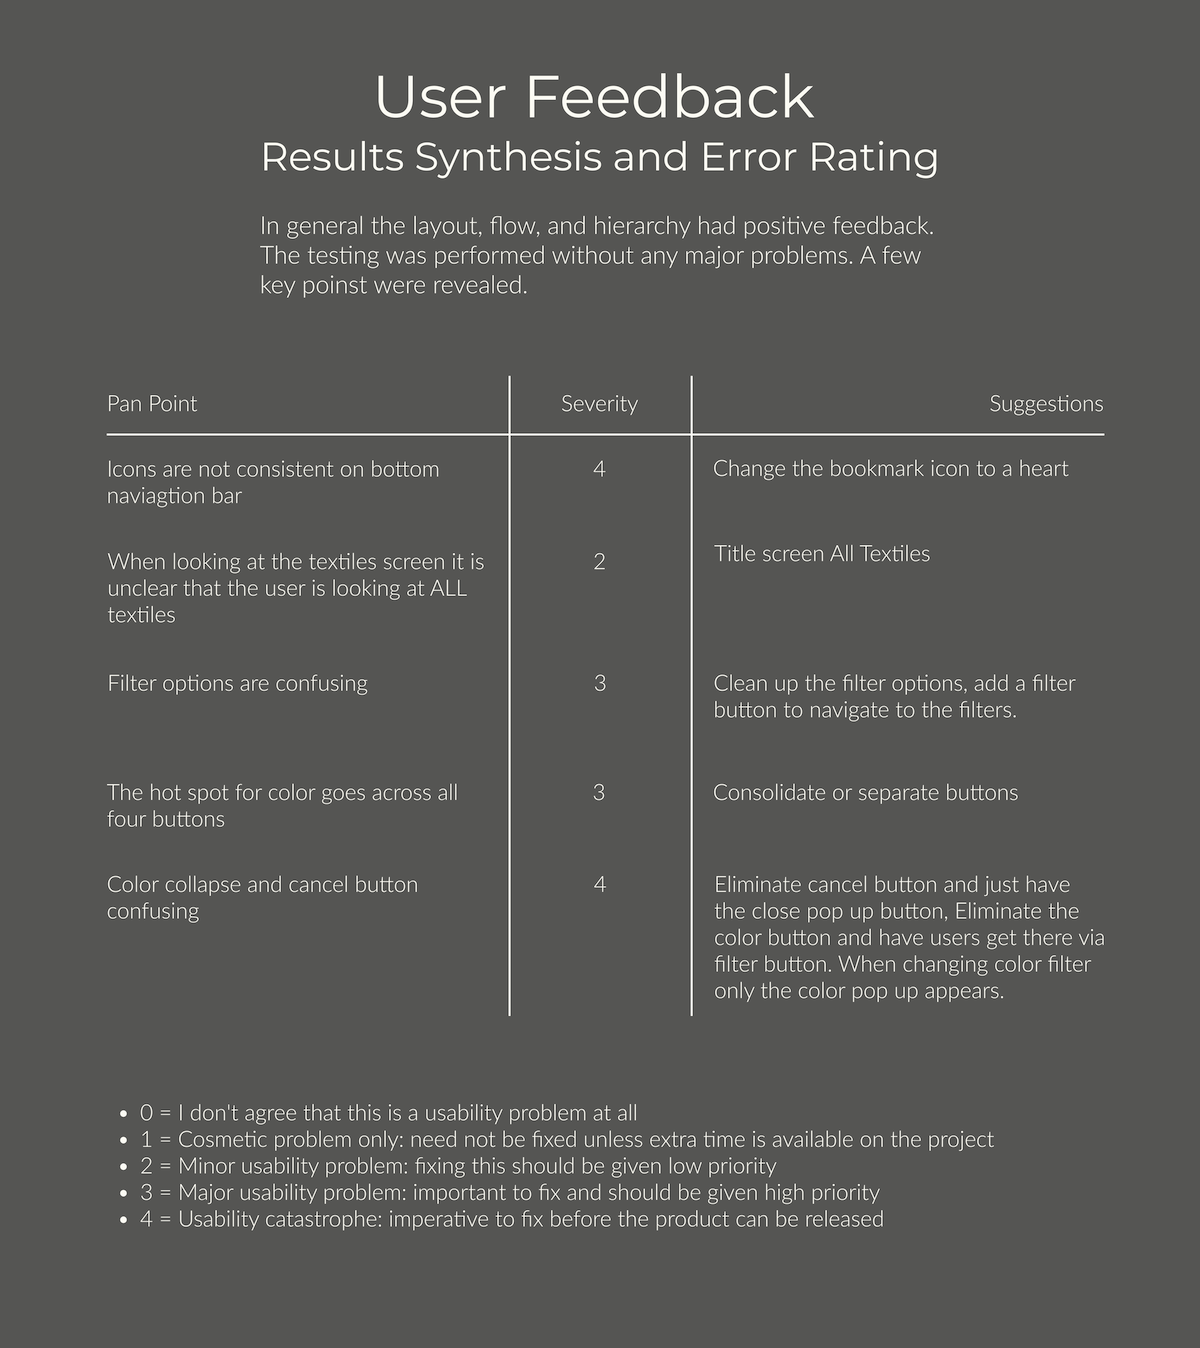 User Feedback
Results Synthesis and Error Rating
In general the layout, flow, and hierarchy had positive feedback.
The testing was performed without any major problems. A few
key poinst were revealed.
Pan Point
Severity
Suggestions
Icons are not consistent on bottom
naviagtion bar
4
Change the bookmark icon to a heart
When looking at the textiles screen it is
unclear that the user is looking at ALL
textiles
2
Title screen All Textiles
Filter options are confusing
3
Clean up the filter options, add a filter
button to navigate to the filters.
The hot spot for color goes across all
four buttons
3
Consolidate or separate buttons
Color collapse and cancel button
confusing
4
Eliminate cancel button and just have
the close pop up button, Eliminate the
color button and have users get there via
filter button. When changing color filter
only the color pop up appears.
• 0 = I don't agree that this is a usability problem at all
• 1 = Cosmetic problem only: need not be fixed unless extra time is available on the project
• 2 = Minor usability problem: fixing this should be given low priority
• 3 = Major usability problem: important to fix and should be given high priority
• 4 = Usability catastrophe: imperative to fix before the product can be released